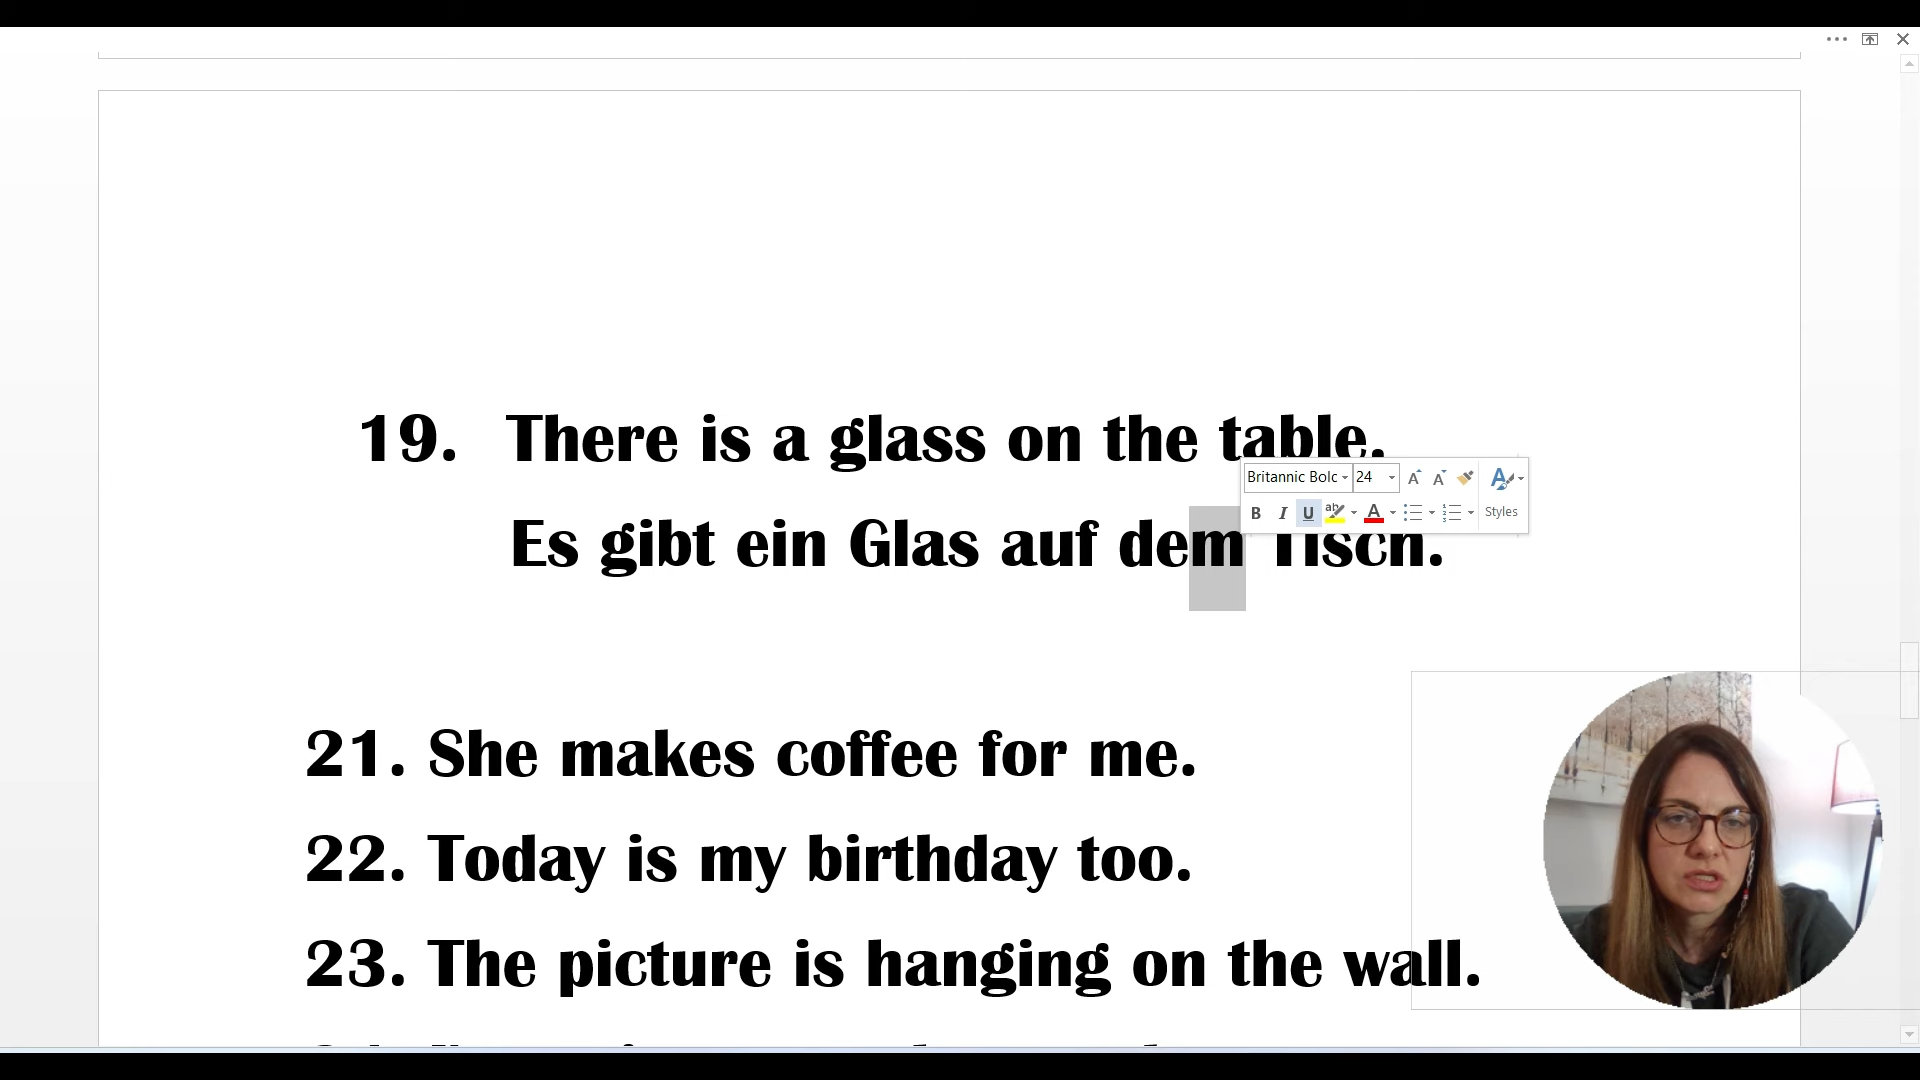 19. There is a glass on the table.
Britannic Bolc 24
B I U Styles
Es gibt ein Glas auf dem Tisch.
21. She makes coffee for me.
22. Today is my birthday too.
23. The picture is hanging on the wall.